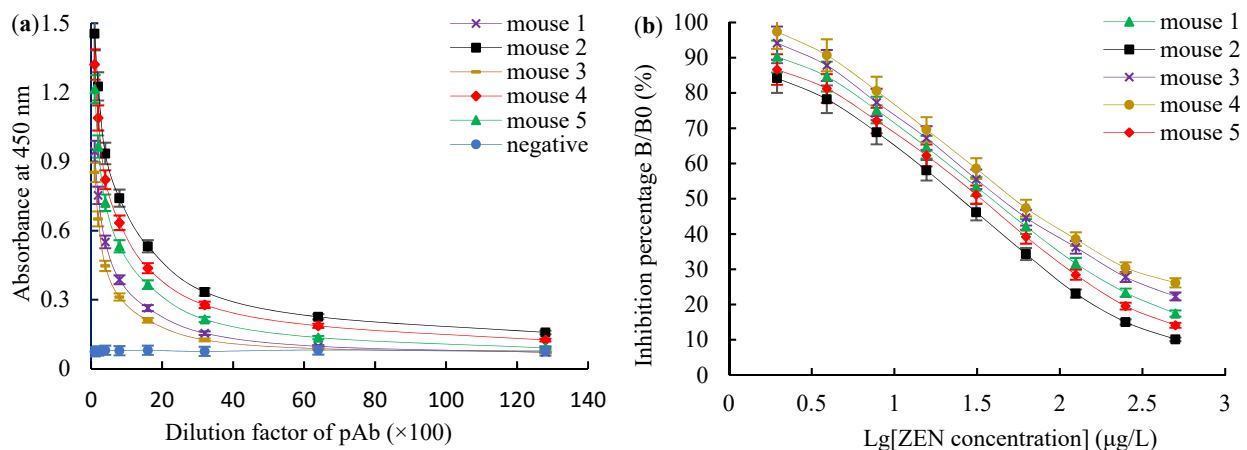 (a)
mouse 1
mouse 2
mouse 3
mouse 4
mouse 5
negative
Absorbance at 450 nm
1.5
1.2
0.9
0.6
0.3
0
0 20 40 60 80 100 120 140
Dilution factor of pAb (×100)
(b)
mouse 1
mouse 2
mouse 3
mouse 4
mouse 5
Inhibition percentage B/B0 (%)
100
90
80
70
60
50
40
30
20
10
0
0 0.5 1 1.5 2 2.5 3
Lg[ZEN concentration] (μg/L)